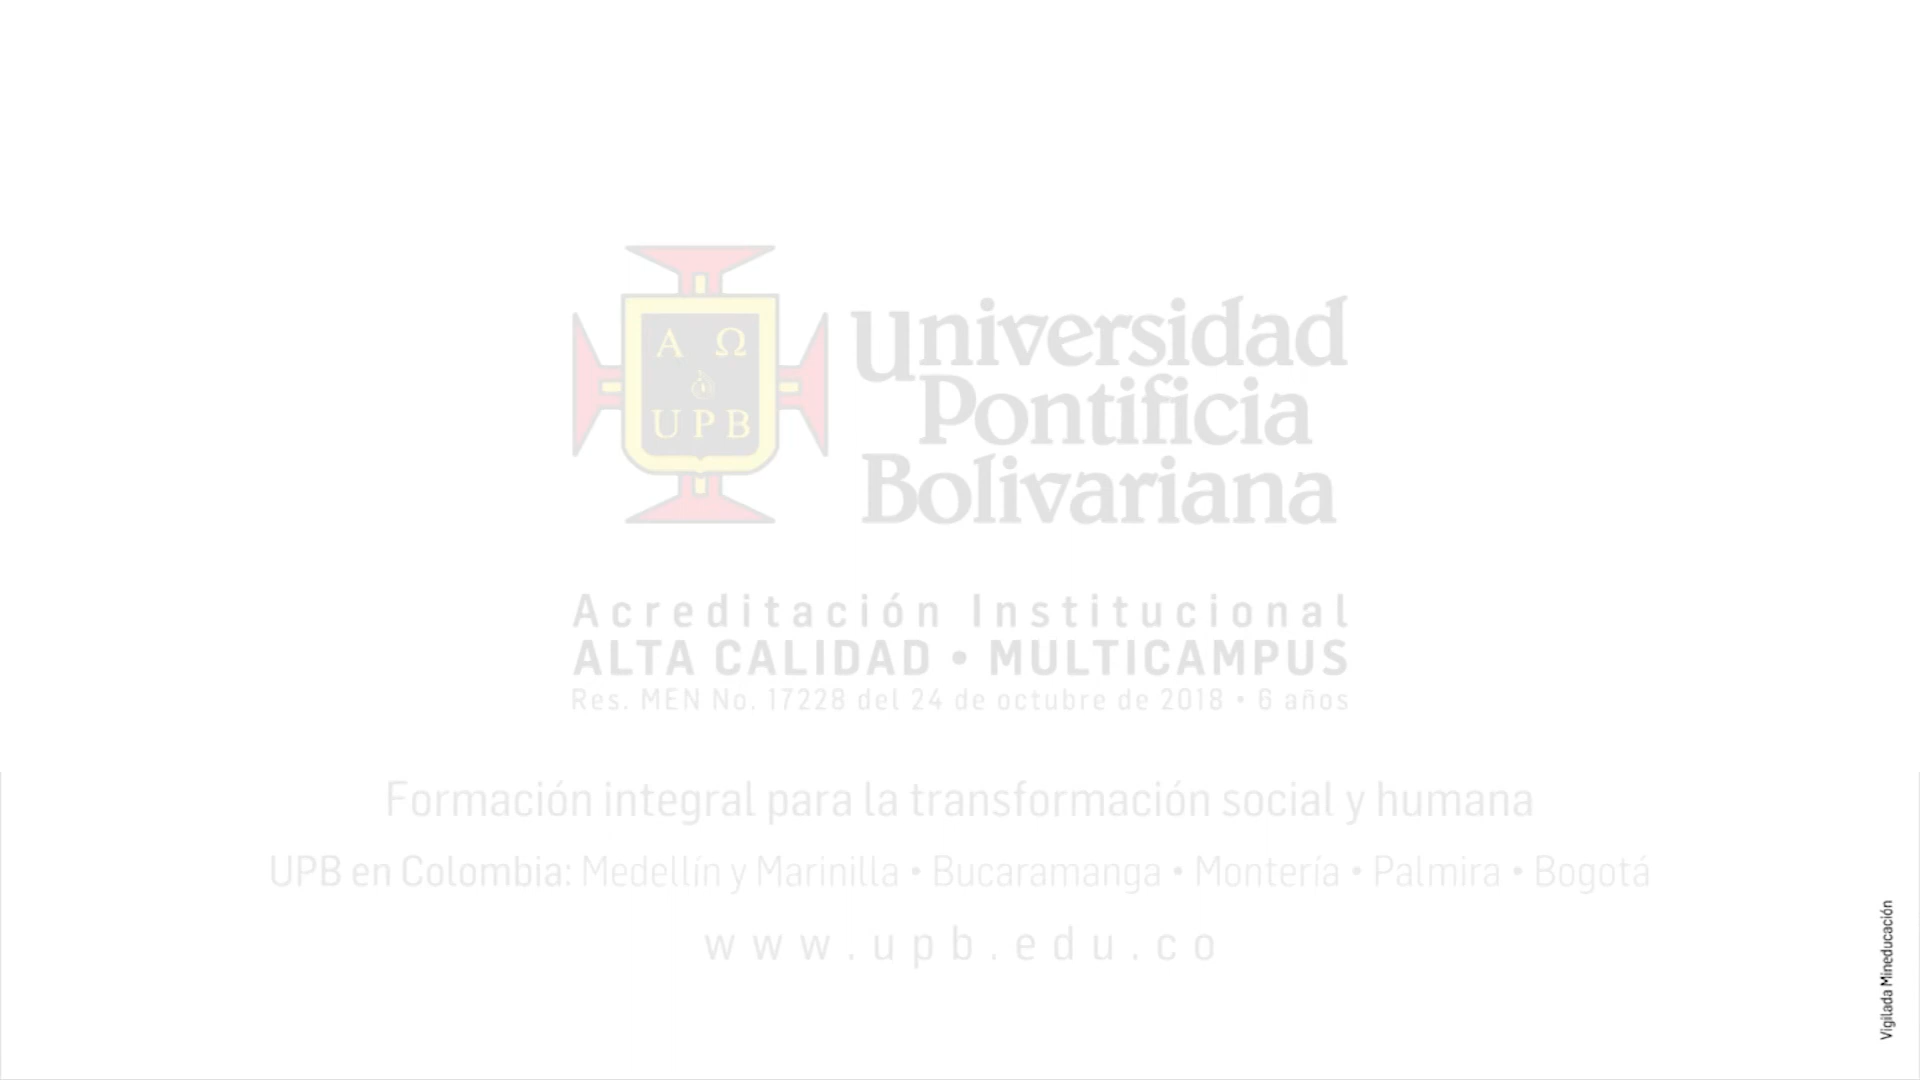 A Ω
UPB
Universidad
Pontificia
Bolivariana
Acreditación Institucional
ALTA CALIDAD • MULTICAMPUS
Res. MEN No. 17228 del 24 de octubre de 2018 • 6 años
Formación integral para la transformación social y humana
UPB en Colombia: Medellín y Marinilla • Bucaramanga • Montería • Palmira • Bogotá
www.upb.edu.co
Vigilada Mineducación